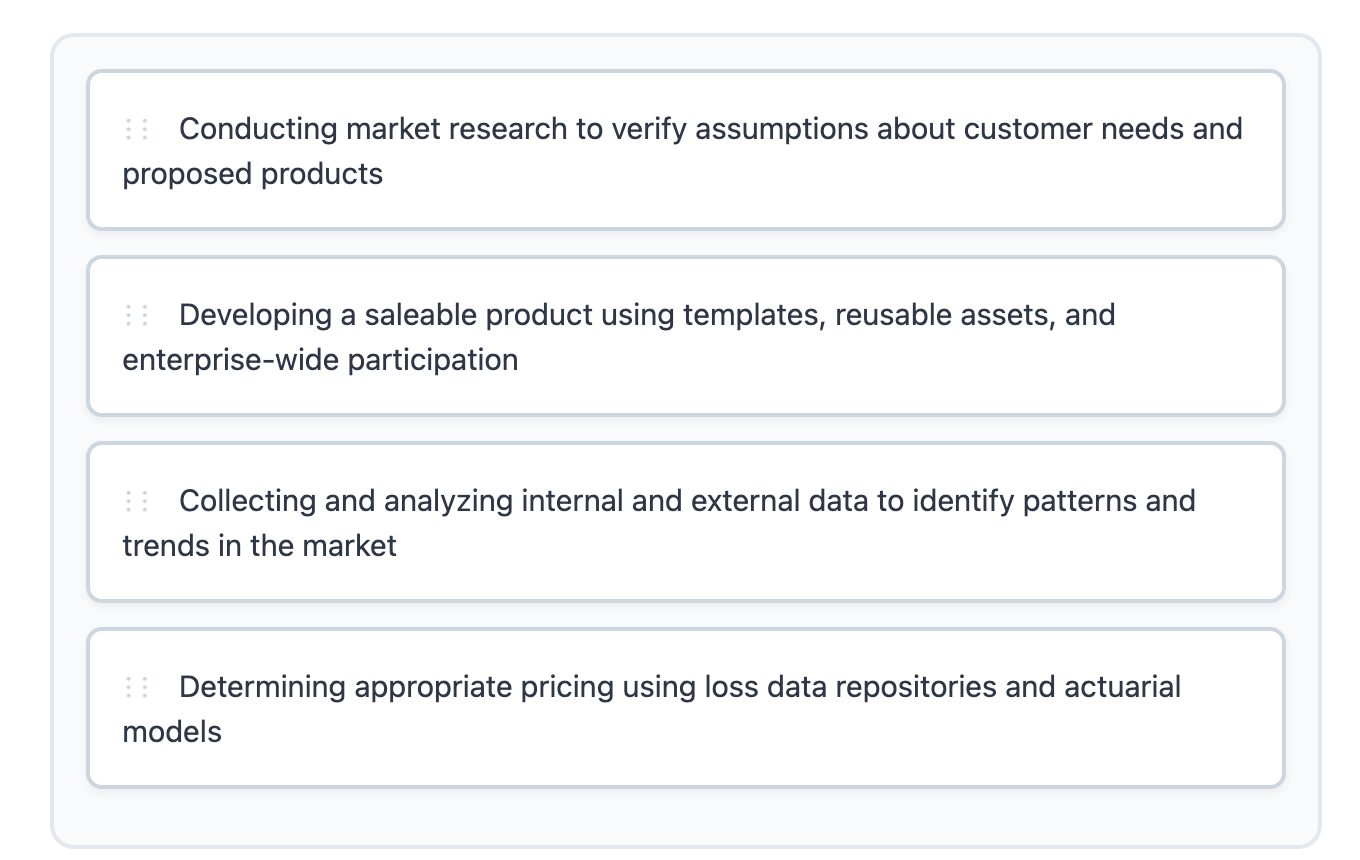 Conducting market research to verify assumptions about customer needs and
proposed products
Developing a saleable product using templates, reusable assets, and
enterprise-wide participation
Collecting and analyzing internal and external data to identify patterns and
trends in the market
Determining appropriate pricing using loss data repositories and actuarial
models